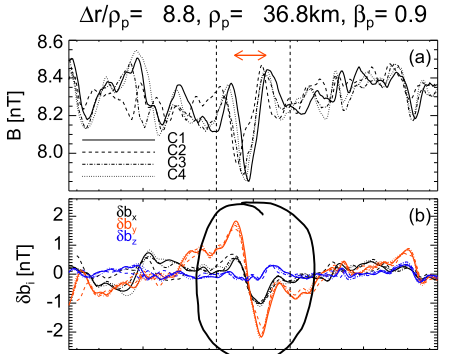 Δr/ρp = 8.8, ρp = 36.8km, βp = 0.9
8.6
(a)
8.4
8.2
B [nT]
8.0
C1
C2
C3
C4
(b)
2
δbx
δby
δbz
1
δbi [nT]
0
-1
-2